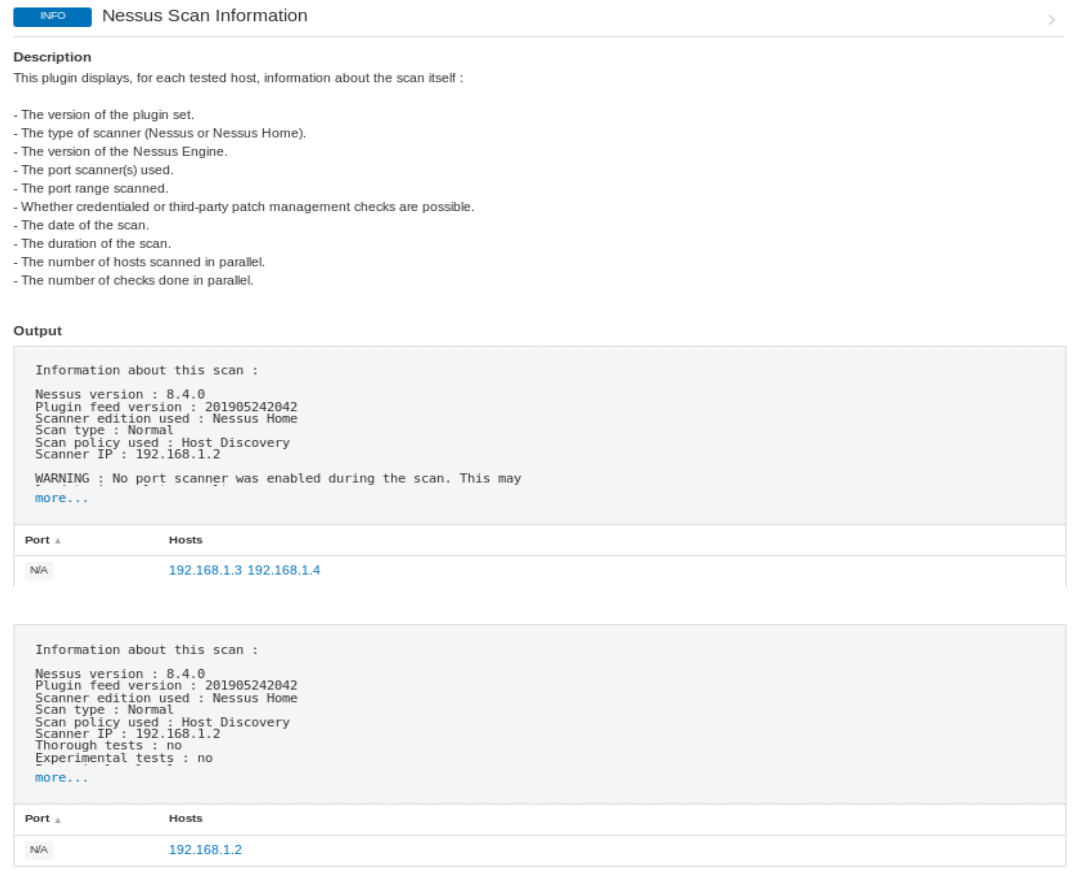 INFO Nessus Scan Information
Description
This plugin displays, for each tested host, information about the scan itself :
- The version of the plugin set.
- The type of scanner (Nessus or Nessus Home).
- The version of the Nessus Engine.
- The port scanner(s) used.
- The port range scanned.
- Whether credentialed or third-party patch management checks are possible.
- The date of the scan.
- The duration of the scan.
- The number of hosts scanned in parallel.
- The number of checks done in parallel.
Output
Information about this scan :
Nessus version : 8.4.0
Plugin feed version : 201905242042
Scanner edition used : Nessus Home
Scan type : Normal
Scan policy used : Host Discovery
Scanner IP : 192.168.1.2
WARNING : No port scanner was enabled during the scan. This may
more...
Port ▲ Hosts
N/A 192.168.1.3 192.168.1.4
Information about this scan :
Nessus version : 8.4.0
Plugin feed version : 201905242042
Scanner edition used : Nessus Home
Scan type : Normal
Scan policy used : Host Discovery
Scanner IP : 192.168.1.2
Thorough tests : no
Experimental tests : no
more...
Port ▲ Hosts
N/A 192.168.1.2